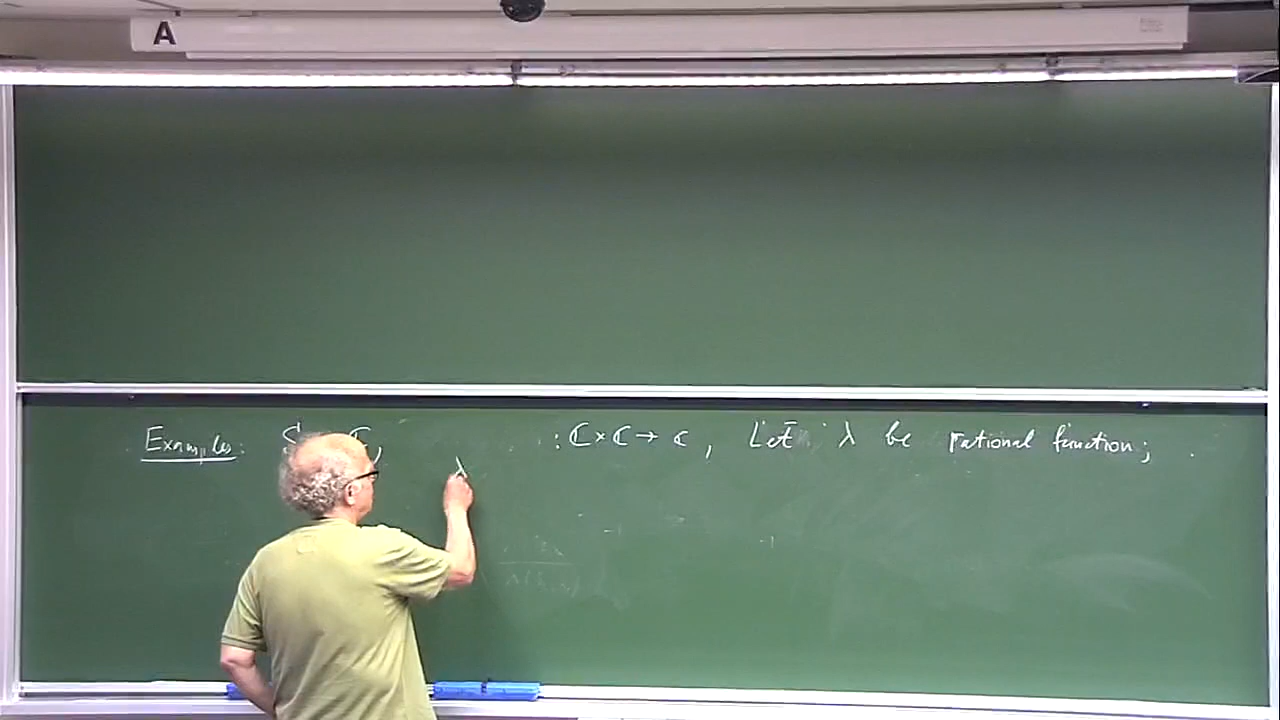 A
Examples: : ℂ × ℂ → ℂ , Let λ be rational function;
λ